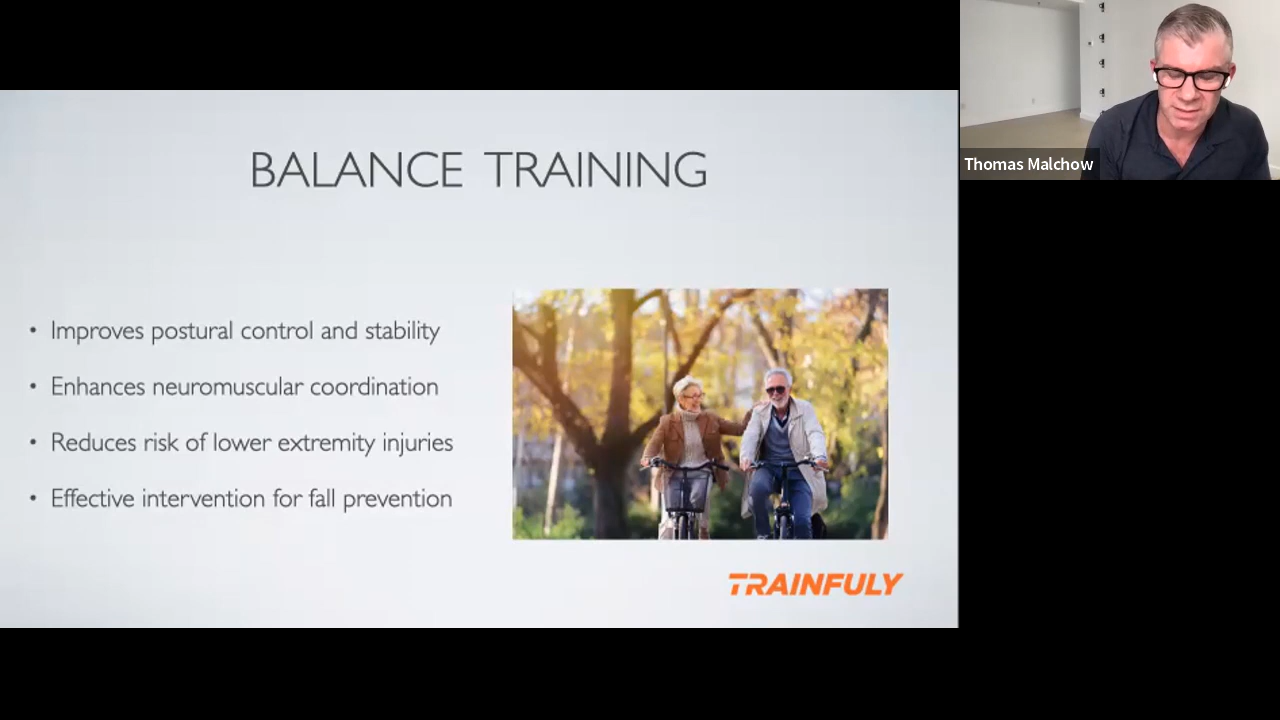 BALANCE TRAINING
• Improves postural control and stability
• Enhances neuromuscular coordination
• Reduces risk of lower extremity injuries
• Effective intervention for fall prevention
TRAINFULY
Thomas Malchow